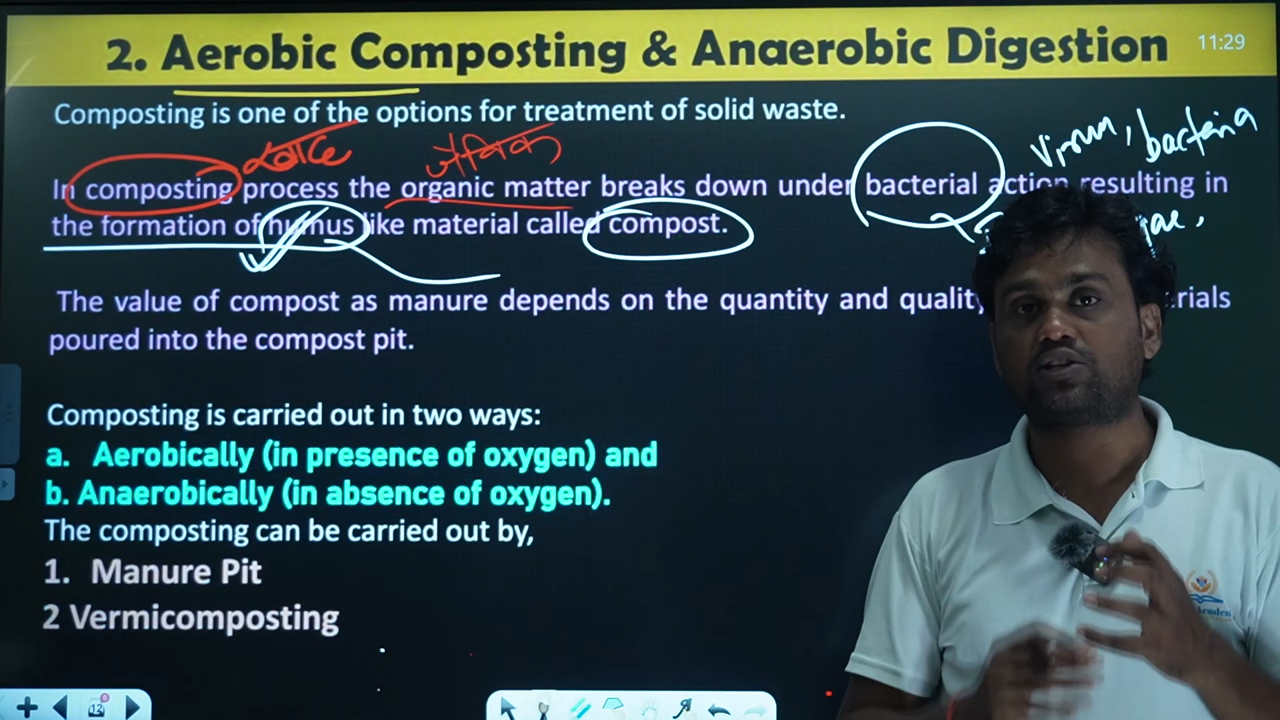 2. Aerobic Composting & Anaerobic Digestion
11:29
Composting is one of the options for treatment of solid waste.
virus, bacteria
जैविक
In composting process the organic matter breaks down under bacterial action resulting in
the formation of humus like material called compost.
The value of compost as manure depends on the quantity and quality
poured into the compost pit.
Composting is carried out in two ways:
a. Aerobically (in presence of oxygen) and
b. Anaerobically (in absence of oxygen).
The composting can be carried out by,
1. Manure Pit
2 Vermicomposting
12